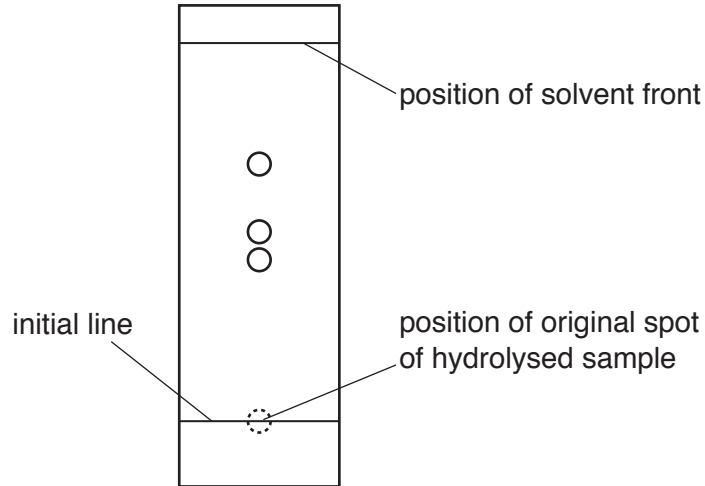 position of solvent front
initial line
position of original spot
of hydrolysed sample